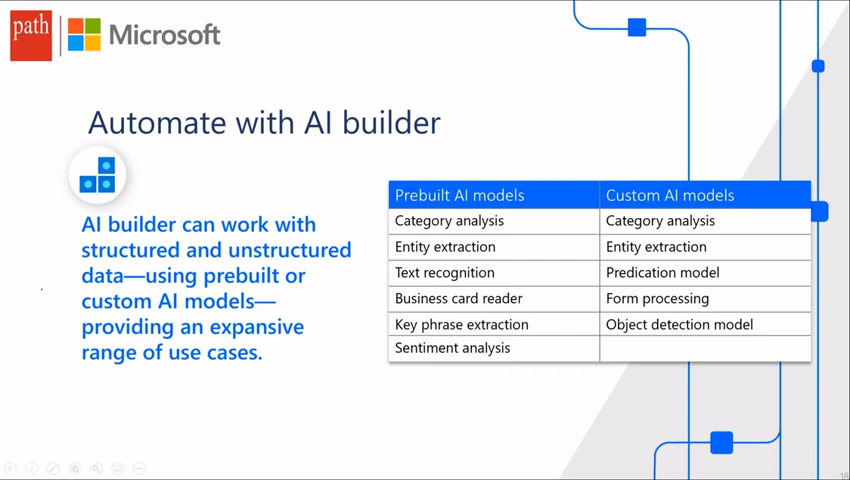 path
Microsoft
Automate with AI builder
AI builder can work with
structured and unstructured
data—using prebuilt or
custom AI models—
providing an expansive
range of use cases.
Prebuilt AI models Custom AI models
Category analysis Category analysis
Entity extraction Entity extraction
Text recognition Predication model
Business card reader Form processing
Key phrase extraction Object detection model
Sentiment analysis
18